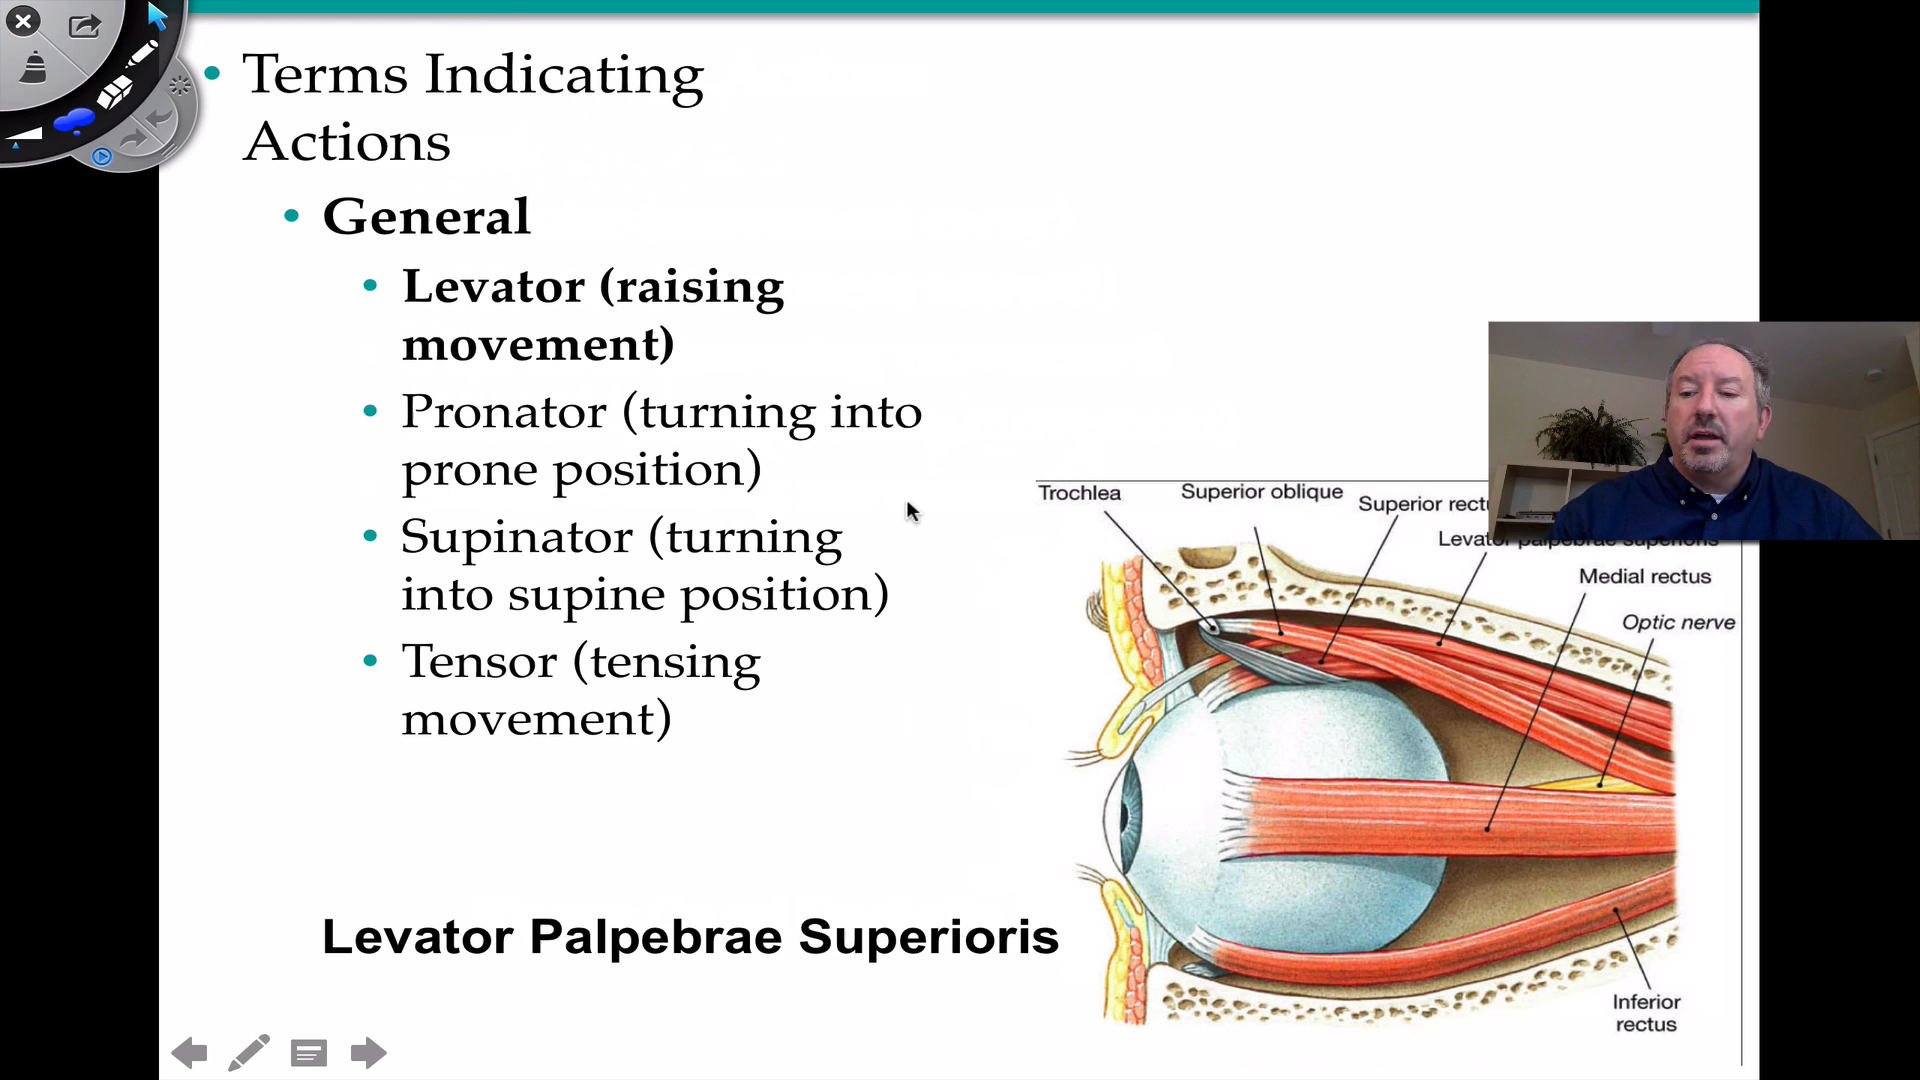 Terms Indicating
Actions
General
Levator (raising
movement)
Pronator (turning into
prone position)
Supinator (turning
into supine position)
Tensor (tensing
movement)
Trochlea
Superior oblique
Superior
Levator palpebrae superioris
Medial rectus
Optic nerve
Inferior
rectus
Levator Palpebrae Superioris